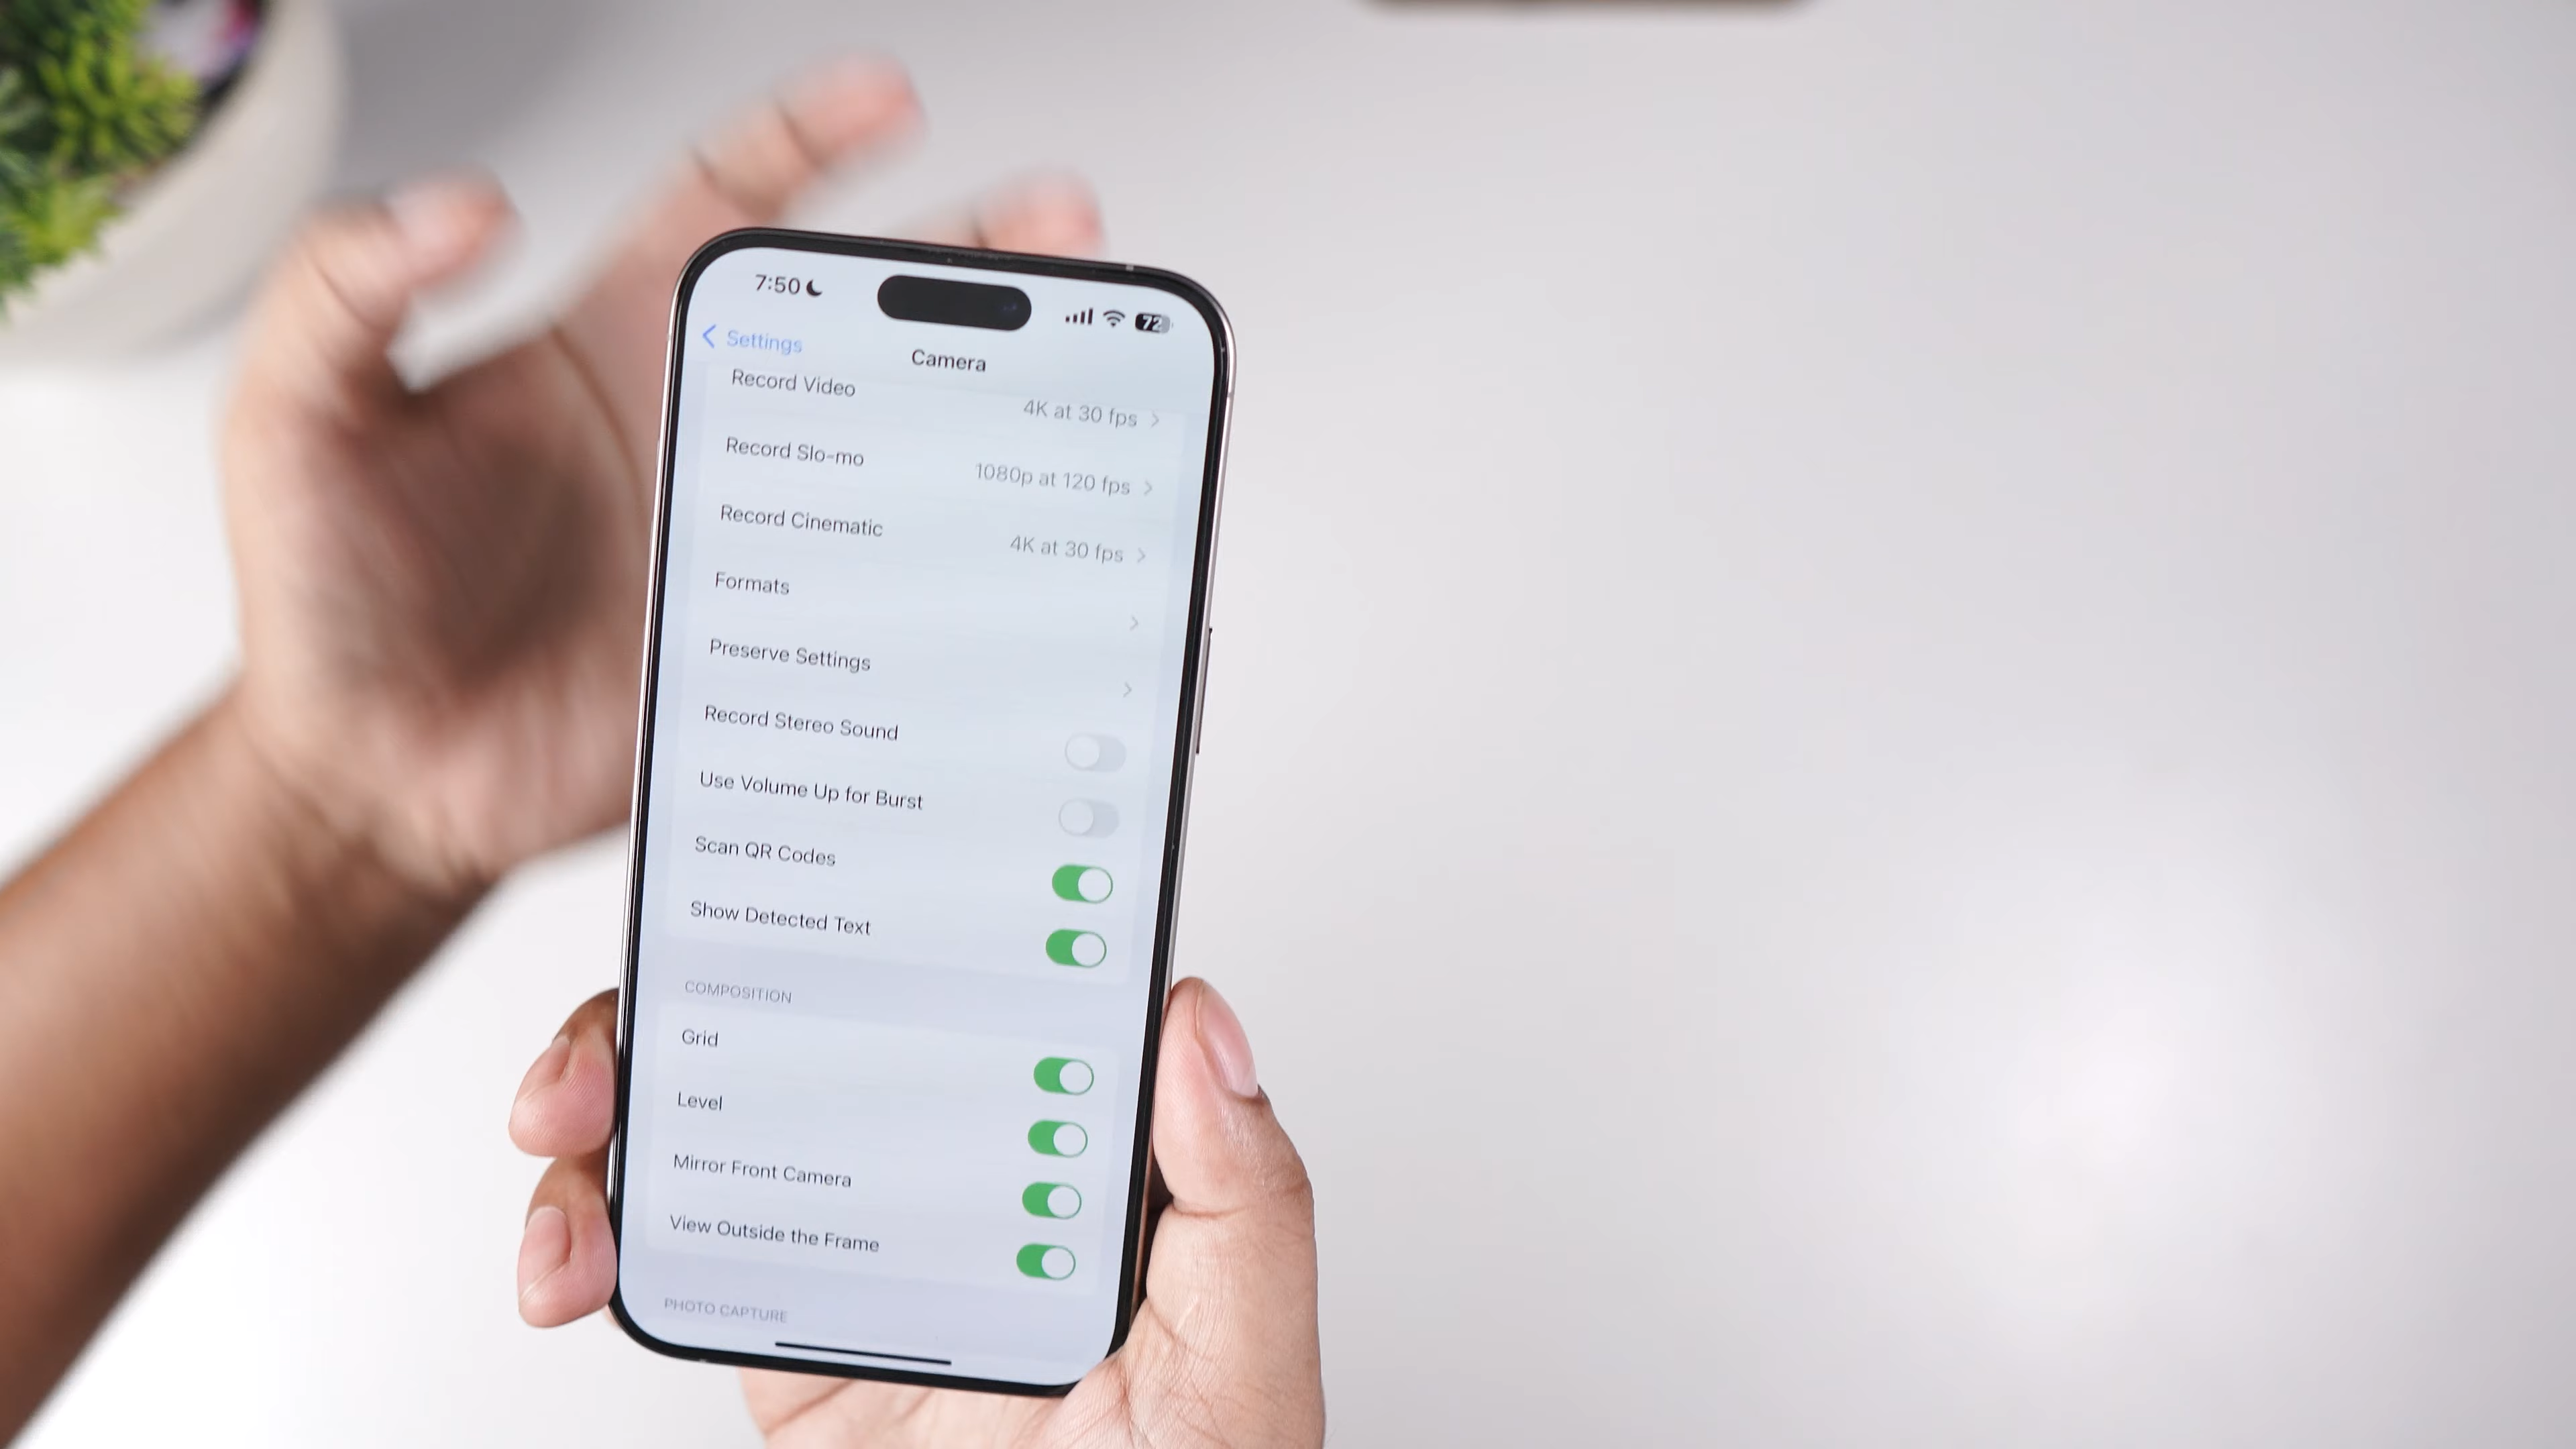 7:50
72
Settings
Camera
Record Video 4K at 30 fps
Record Slo-mo 1080p at 120 fps
Record Cinematic 4K at 30 fps
Formats
Preserve Settings
Record Stereo Sound
Use Volume Up for Burst
Scan QR Codes
Show Detected Text
COMPOSITION
Grid
Level
Mirror Front Camera
View Outside the Frame
PHOTO CAPTURE